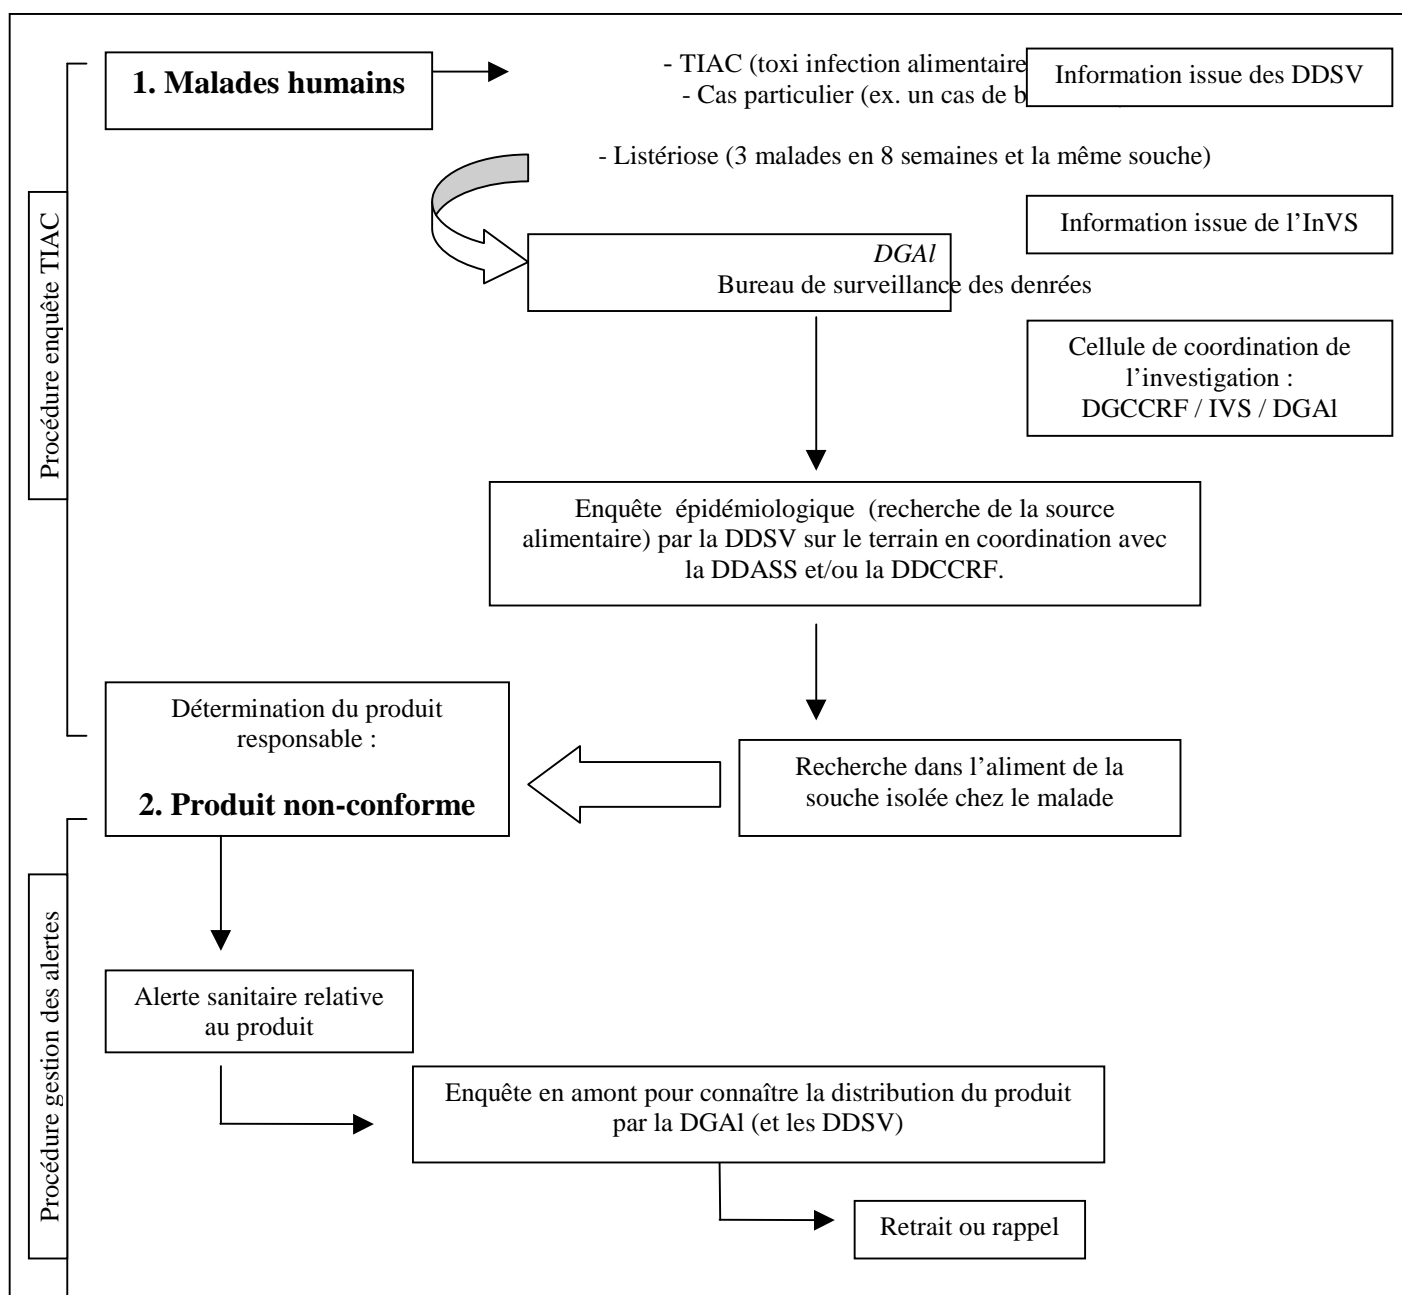 1. Malades humains
- TIAC (toxi infection alimentaire
- Cas particulier (ex. un cas de b
Information issue des DDSV
- Listériose (3 malades en 8 semaines et la même souche)
Information issue de l’InVS
DGAl
Bureau de surveillance des denrées
Cellule de coordination de
l’investigation :
DGCCRF / IVS / DGAl
Procédure enquête TIAC
Enquête épidémiologique (recherche de la source
alimentaire) par la DDSV sur le terrain en coordination avec
la DDASS et/ou la DDCCRF.
Détermination du produit
responsable :
2. Produit non-conforme
Recherche dans l’aliment de la
souche isolée chez le malade
Procédure gestion des alertes
Alerte sanitaire relative
au produit
Enquête en amont pour connaître la distribution du produit
par la DGAl (et les DDSV)
Retrait ou rappel